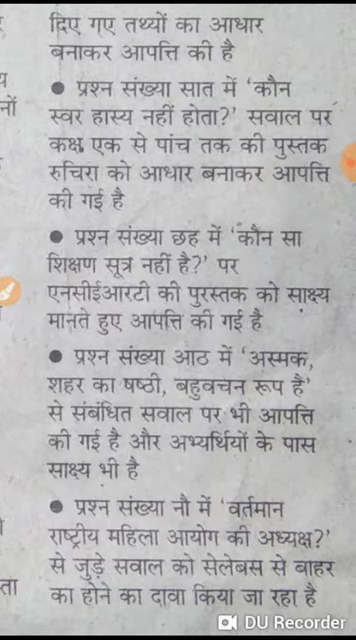 दिए गए तथ्यों का आधार
बनाकर आपत्ति की है
● प्रश्न संख्या सात में 'कौन
स्वर हास्य नहीं होता?' सवाल पर
कक्ष एक से पांच तक की पुस्तक
रुचिरा को आधार बनाकर आपत्ति
की गई है
● प्रश्न संख्या छह में 'कौन सा
शिक्षण सूत्र नहीं है?' पर
एनसीईआरटी की पुरस्तक को साक्ष्य
मानते हुए आपत्ति की गई है
● प्रश्न संख्या आठ में 'अस्मक,
शहर का षष्ठी, बहुवचन रूप है'
से संबंधित सवाल पर भी आपत्ति
की गई है और अभ्यर्थियों के पास
साक्ष्य भी है
● प्रश्न संख्या नौ में 'वर्तमान
राष्ट्रीय महिला आयोग की अध्यक्ष?'
से जुड़े सवाल को सेलेबस से बाहर
का होने का दावा किया जा रहा है
नों
ता
DU Recorder